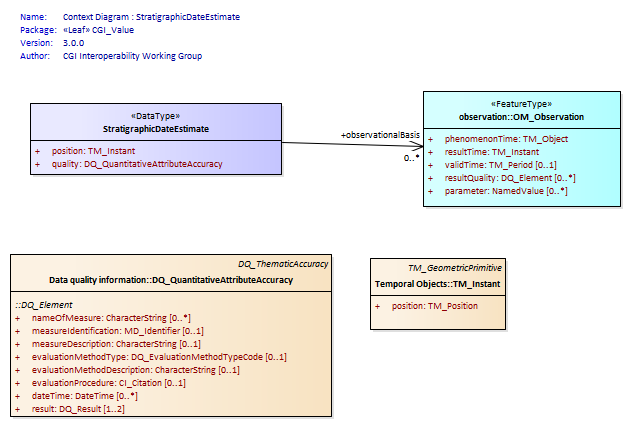 Name: Context Diagram : StratigraphicDateEstimate
Package: «Leaf» CGI_Value
Version: 3.0.0
Author: CGI Interoperability Working Group
«DataType»
StratigraphicDateEstimate
+ position: TM_Instant
+ quality: DQ_QuantitativeAttributeAccuracy
+observationalBasis
0..*
«FeatureType»
observation::OM_Observation
+ phenomenonTime: TM_Object
+ resultTime: TM_Instant
+ validTime: TM_Period [0..1]
+ resultQuality: DQ_Element [0..*]
+ parameter: NamedValue [0..*]
DQ_ThematicAccuracy
Data quality information::DQ_QuantitativeAttributeAccuracy
::DQ_Element
+ nameOfMeasure: CharacterString [0..*]
+ measureIdentification: MD_Identifier [0..1]
+ measureDescription: CharacterString [0..1]
+ evaluationMethodType: DQ_EvaluationMethodTypeCode [0..1]
+ evaluationMethodDescription: CharacterString [0..1]
+ evaluationProcedure: CI_Citation [0..1]
+ dateTime: DateTime [0..*]
+ result: DQ_Result [1..2]
TM_GeometricPrimitive
Temporal Objects::TM_Instant
+ position: TM_Position